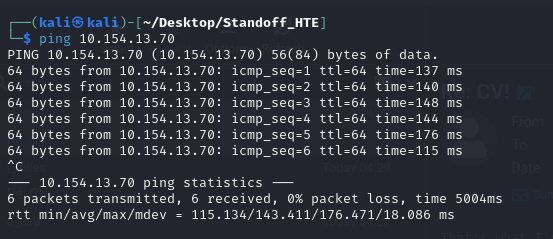 ┌──(kali㉿kali)-[~/Desktop/Standoff_HTE]
└─$ ping 10.154.13.70
PING 10.154.13.70 (10.154.13.70) 56(84) bytes of data.
64 bytes from 10.154.13.70: icmp_seq=1 ttl=64 time=137 ms
64 bytes from 10.154.13.70: icmp_seq=2 ttl=64 time=140 ms
64 bytes from 10.154.13.70: icmp_seq=3 ttl=64 time=148 ms
64 bytes from 10.154.13.70: icmp_seq=4 ttl=64 time=144 ms
64 bytes from 10.154.13.70: icmp_seq=5 ttl=64 time=176 ms
64 bytes from 10.154.13.70: icmp_seq=6 ttl=64 time=115 ms
^C
--- 10.154.13.70 ping statistics ---
6 packets transmitted, 6 received, 0% packet loss, time 5004ms
rtt min/avg/max/mdev = 115.134/143.411/176.471/18.086 ms
Re: CV!
From
To
Date